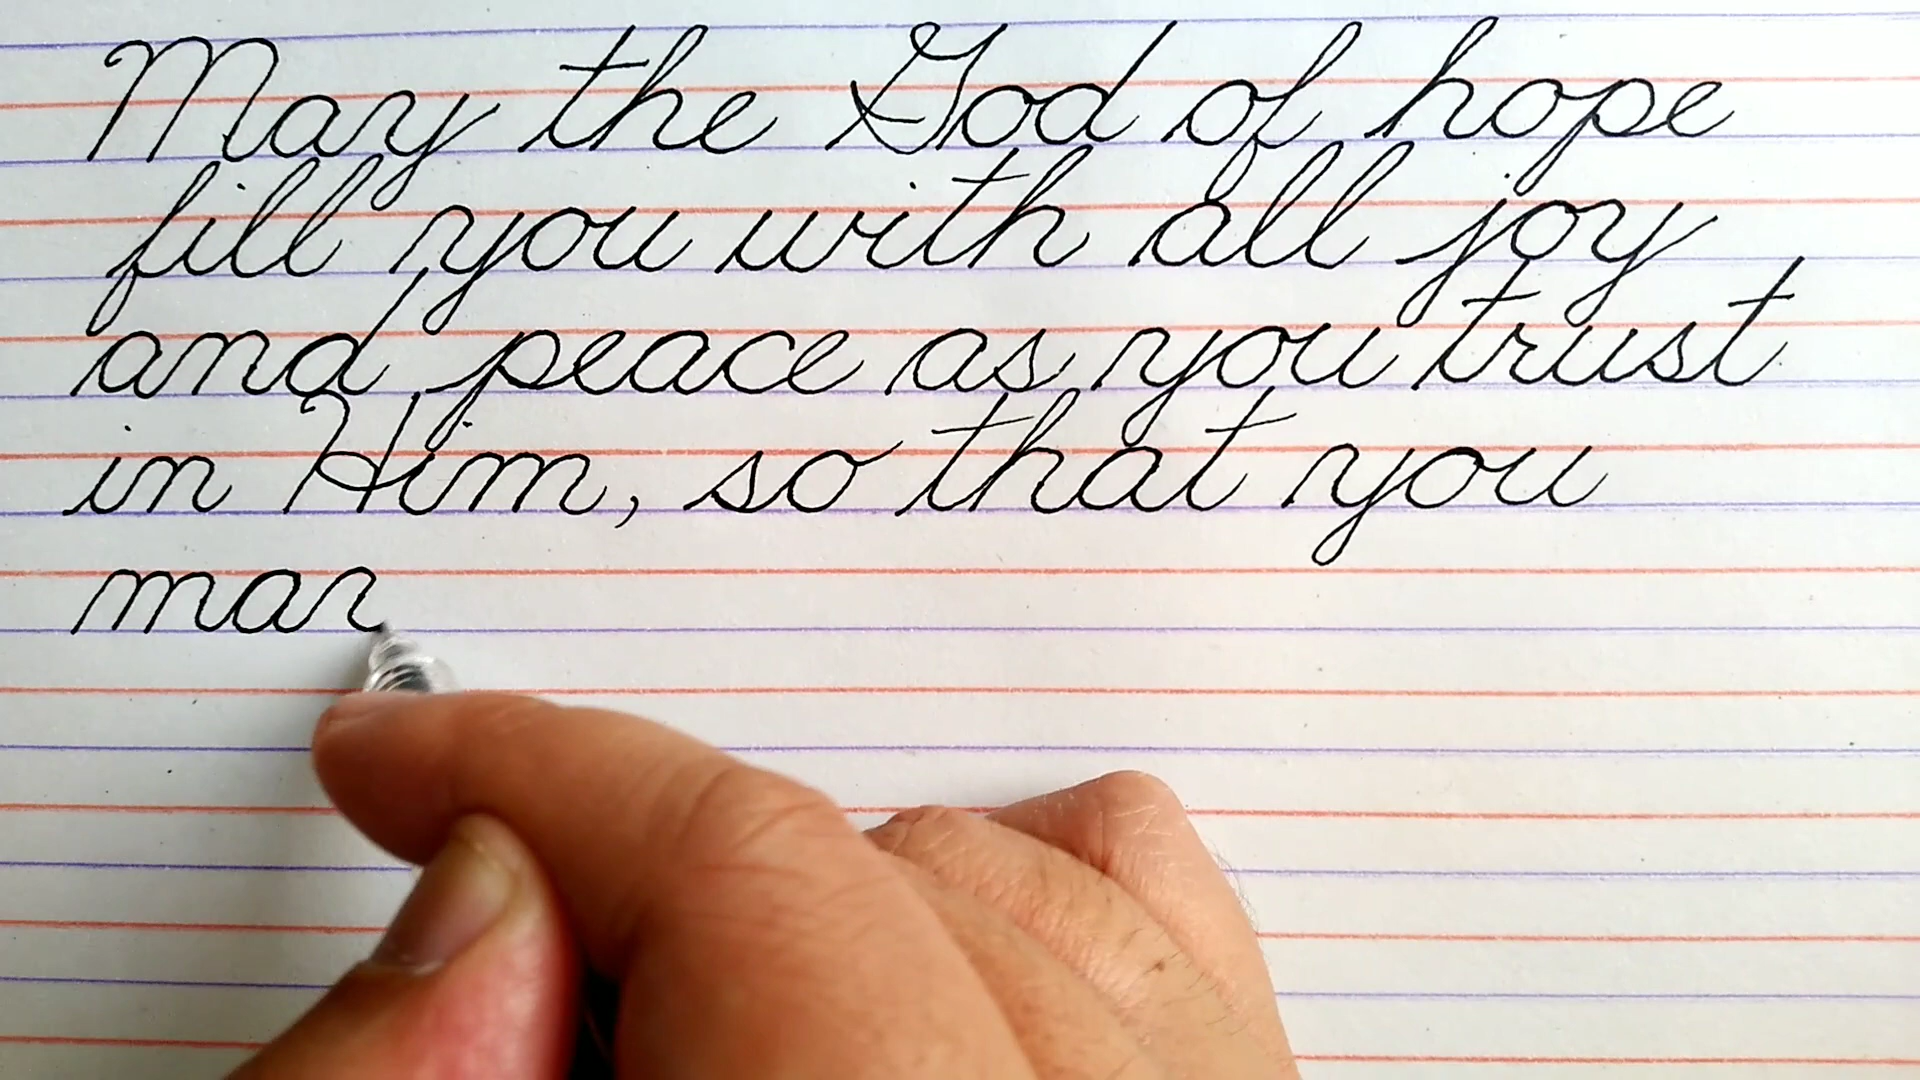 May the God of hope
fill you with all joy
and peace as you trust
in Him, so that you